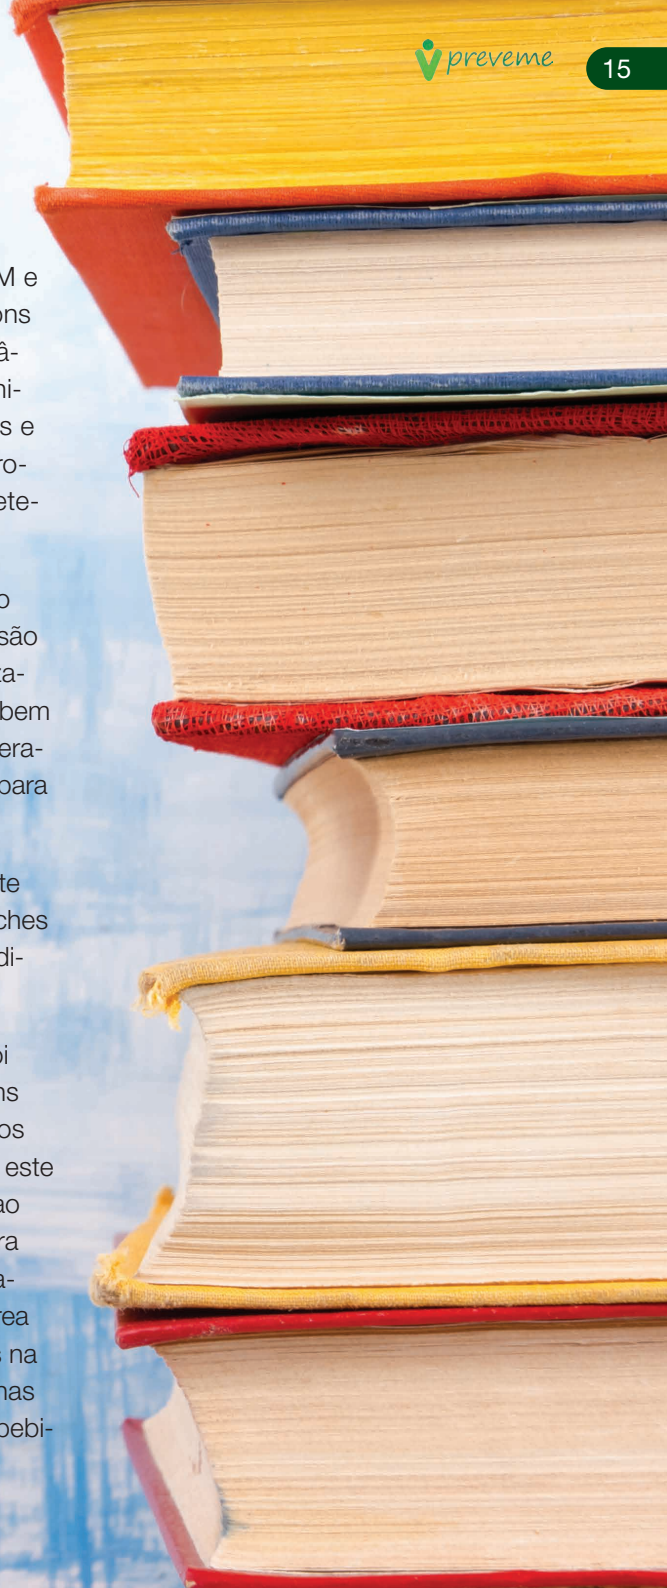 preveme
15
M e
ons
â-
ni-
s e
ro-
ete-
o
são
ta-
bem
era-
para
te
ches
di-
oi
ns
os
este
ao
ra
a-
rea
s na
nas
bebi-